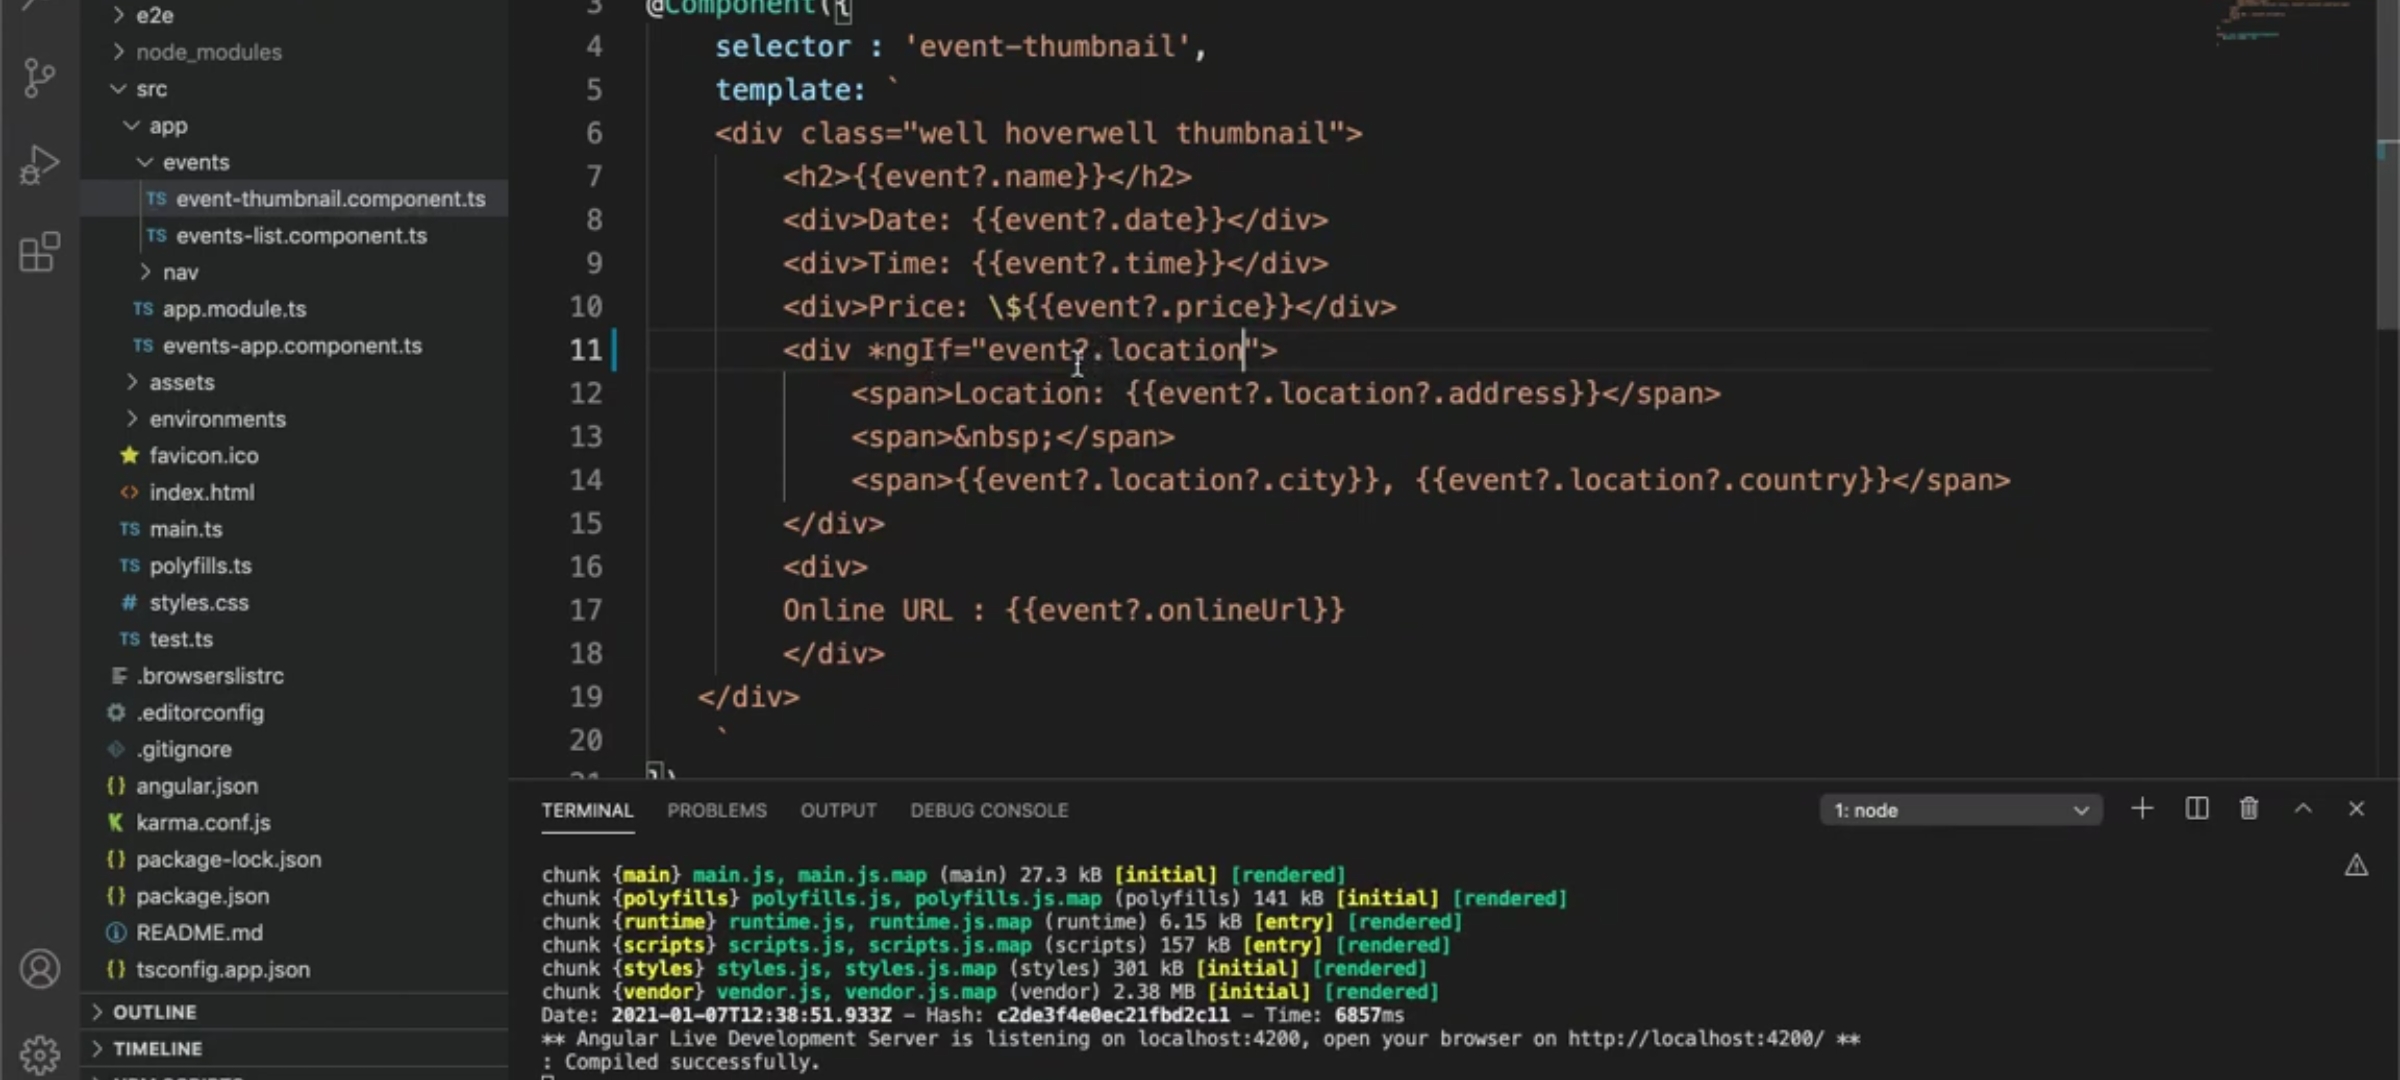 e2e
node_modules
src
app
events
TS event-thumbnail.component.ts
TS events-list.component.ts
nav
TS app.module.ts
TS events-app.component.ts
assets
environments
favicon.ico
<> index.html
TS main.ts
TS polyfills.ts
# styles.css
TS test.ts
.browserslistrc
.editorconfig
.gitignore
{} angular.json
karma.conf.js
{} package-lock.json
{} package.json
README.md
{} tsconfig.app.json
OUTLINE
TIMELINE
3 @Component({
4 selector : 'event-thumbnail',
5 template: `
6 <div class="well hoverwell thumbnail">
7 <h2>{{event?.name}}</h2>
8 <div>Date: {{event?.date}}</div>
9 <div>Time: {{event?.time}}</div>
10 <div>Price: \${{event?.price}}</div>
11 <div *ngIf="event?.location">
12 <span>Location: {{event?.location?.address}}</span>
13 <span>&nbsp;</span>
14 <span>{{event?.location?.city}}, {{event?.location?.country}}</span>
15 </div>
16 <div>
17 Online URL : {{event?.onlineUrl}}
18 </div>
19 </div>
20 `
TERMINAL PROBLEMS OUTPUT DEBUG CONSOLE 1: node
chunk {main} main.js, main.js.map (main) 27.3 kB [initial] [rendered]
chunk {polyfills} polyfills.js, polyfills.js.map (polyfills) 141 kB [initial] [rendered]
chunk {runtime} runtime.js, runtime.js.map (runtime) 6.15 kB [entry] [rendered]
chunk {scripts} scripts.js, scripts.js.map (scripts) 157 kB [entry] [rendered]
chunk {styles} styles.js, styles.js.map (styles) 301 kB [initial] [rendered]
chunk {vendor} vendor.js, vendor.js.map (vendor) 2.38 MB [initial] [rendered]
Date: 2021-01-07T12:38:51.933Z - Hash: c2de3f4e0ec21fbd2c11 - Time: 6857ms
** Angular Live Development Server is listening on localhost:4200, open your browser on http://localhost:4200/ **
: Compiled successfully.